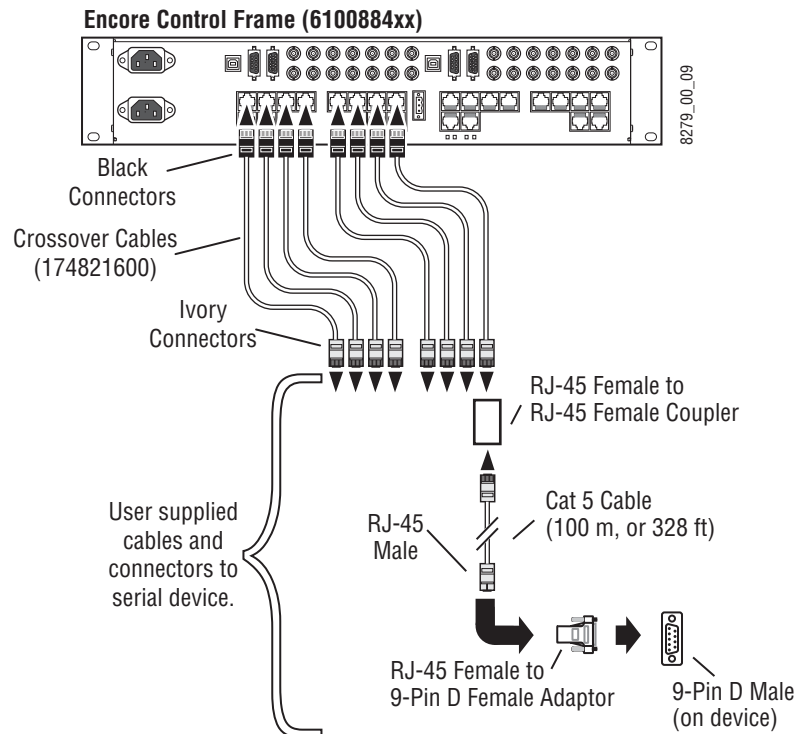 Encore Control Frame (6100884xx)
8279_00_09
Black
Connectors
Crossover Cables
(174821600)
Ivory
Connectors
RJ-45 Female to
RJ-45 Female Coupler
User supplied
cables and
connectors to
serial device.
RJ-45
Male
Cat 5 Cable
(100 m, or 328 ft)
RJ-45 Female to
9-Pin D Female Adaptor
9-Pin D Male
(on device)